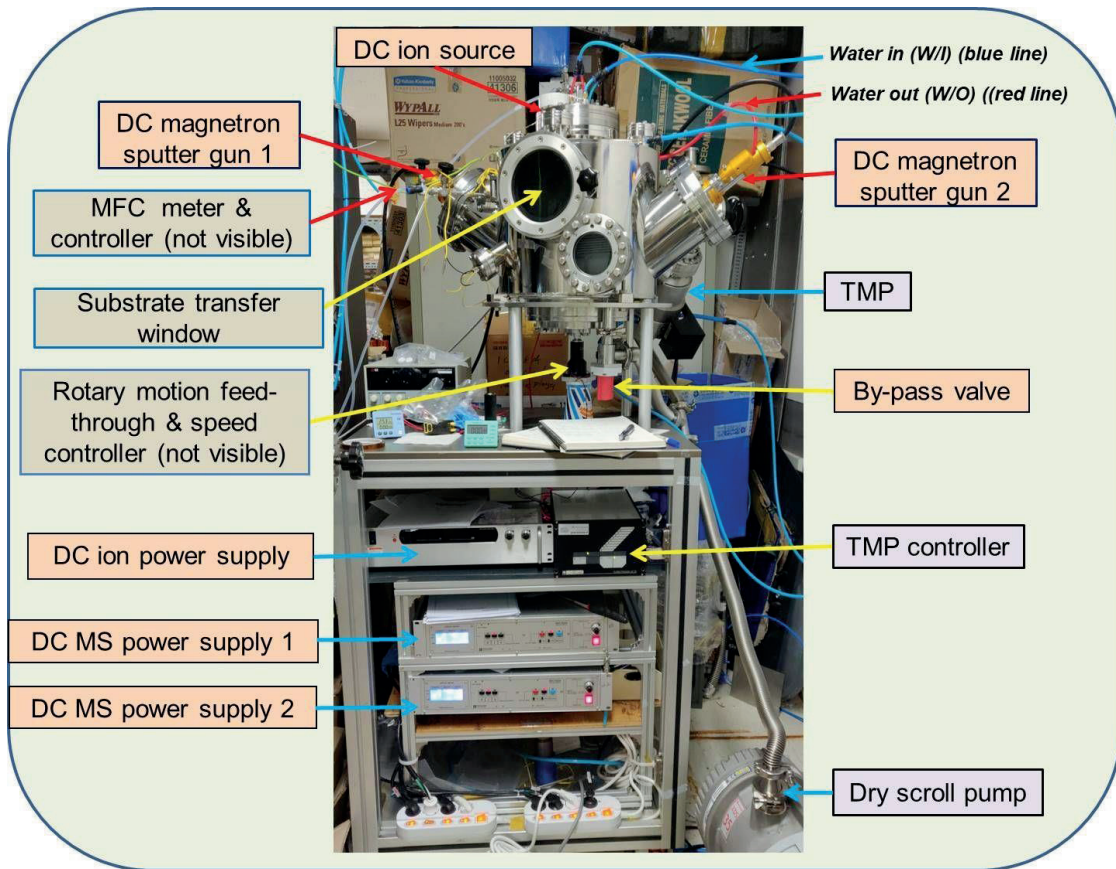 DC ion source
Water in (W/I) (blue line)
Water out (W/O) ((red line)
DC magnetron
sputter gun 1
DC magnetron
sputter gun 2
MFC meter &
controller (not visible)
Substrate transfer
window
TMP
Rotary motion feed-
through & speed
controller (not visible)
By-pass valve
DC ion power supply
TMP controller
DC MS power supply 1
DC MS power supply 2
Dry scroll pump
11005032
41306
WYPALL
L25 Wipers
CERAM